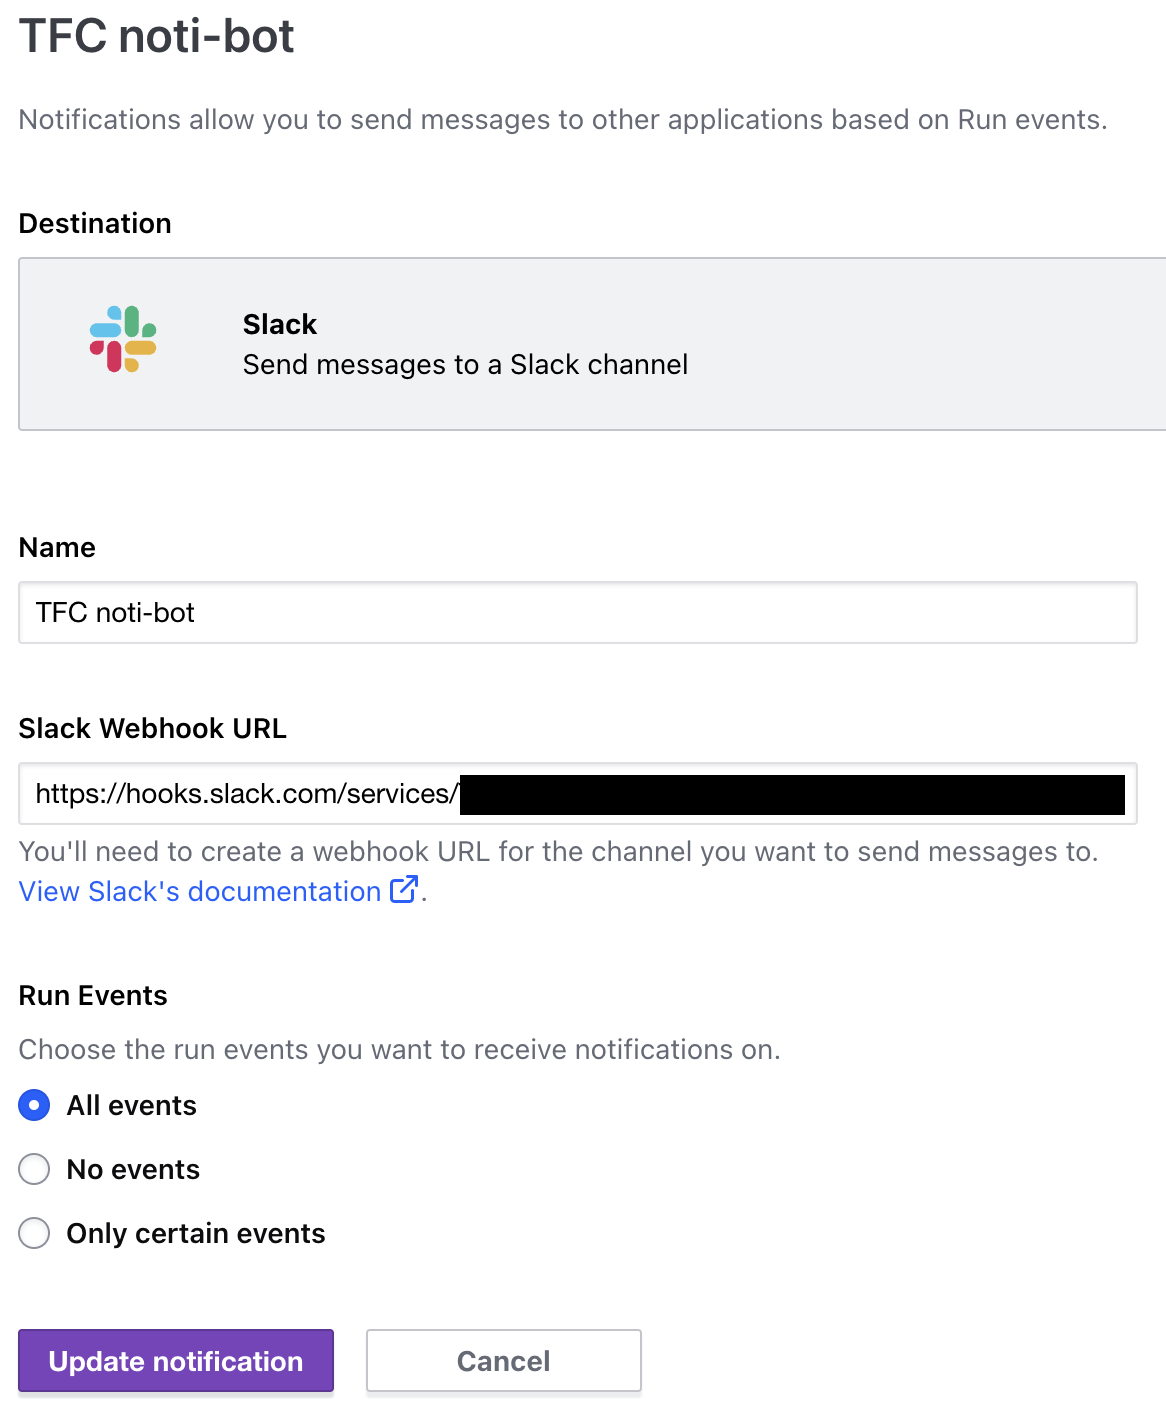 TFC noti-bot
Notifications allow you to send messages to other applications based on Run events.
Destination
Slack
Send messages to a Slack channel
Name
TFC noti-bot
Slack Webhook URL
https://hooks.slack.com/services/
You'll need to create a webhook URL for the channel you want to send messages to.
View Slack's documentation.
Run Events
Choose the run events you want to receive notifications on.
All events
No events
Only certain events
Update notification
Cancel